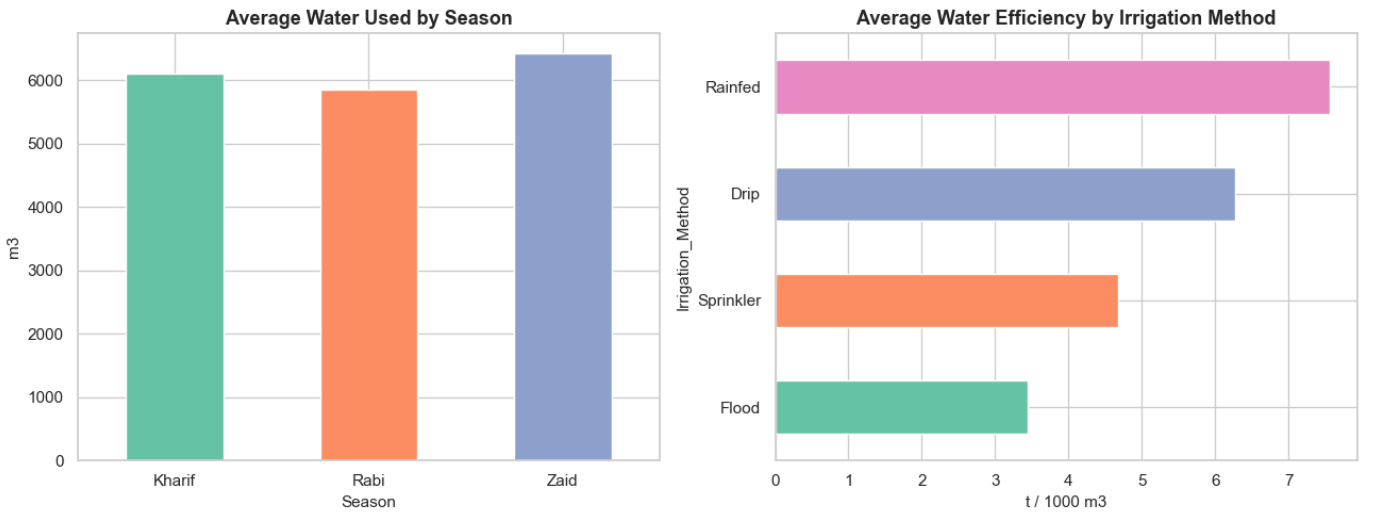 Average Water Used by Season
6000
5000
4000
3000
2000
1000
0
m3
Kharif Rabi Zaid
Season
Average Water Efficiency by Irrigation Method
Irrigation_Method
Rainfed
Drip
Sprinkler
Flood
0 1 2 3 4 5 6 7
t / 1000 m3